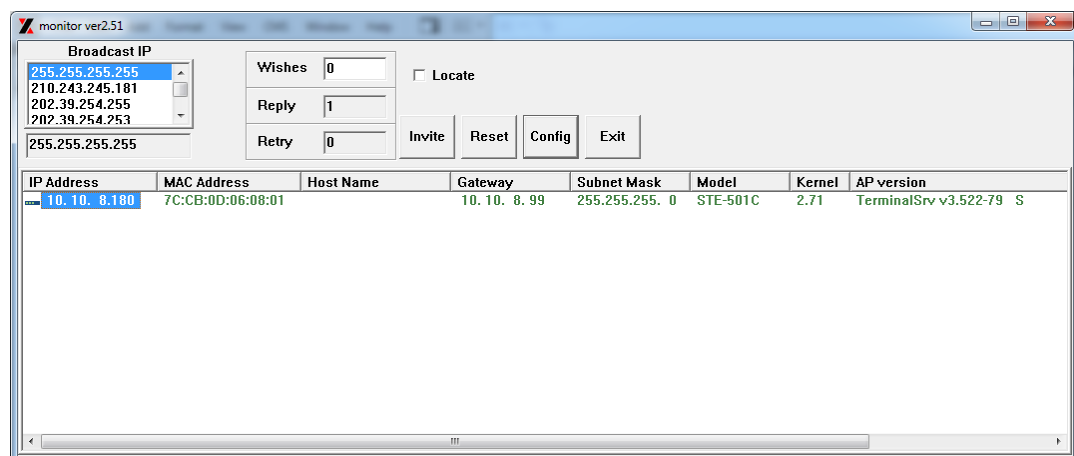 monitor ver2.51
Broadcast IP
255.255.255.255
210.243.245.181
202.39.254.255
202.39.254.253
255.255.255.255
Wishes 0
Reply 1
Retry 0
Locate
Invite Reset Config Exit
IP Address MAC Address Host Name Gateway Subnet Mask Model Kernel AP version
10. 10. 8.180 7C:CB:0D:06:08:01 10. 10. 8. 99 255.255.255. 0 STE-501C 2.71 TerminalSrv v3.522-79 S